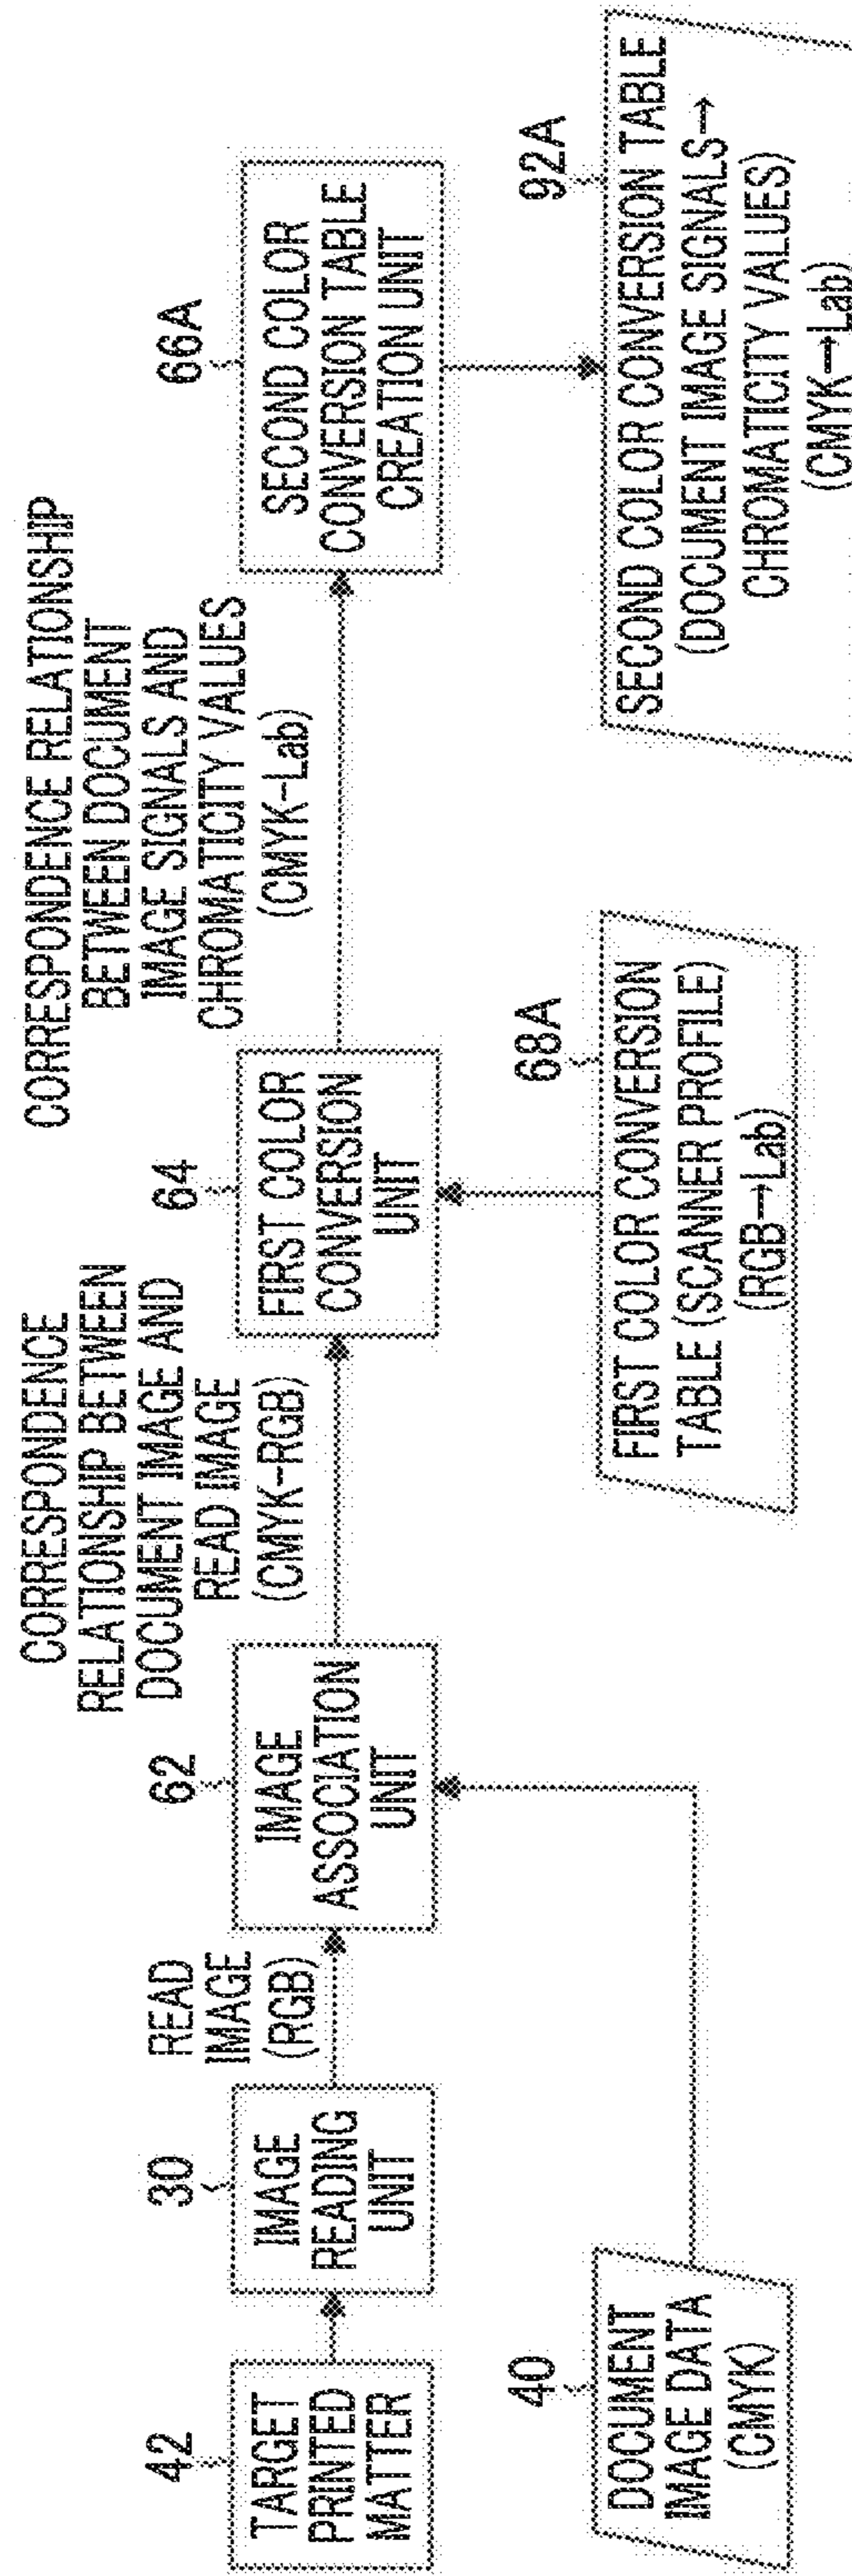 42
TARGET
PRINTED
MATTER
30
IMAGE
READING
UNIT
READ
IMAGE
(RGB)
62
IMAGE
ASSOCIATION
UNIT
CORRESPONDENCE
RELATIONSHIP BETWEEN
DOCUMENT IMAGE AND
READ IMAGE
(CMYK-RGB)
64
FIRST COLOR
CONVERSION
UNIT
CORRESPONDENCE RELATIONSHIP
BETWEEN DOCUMENT
IMAGE SIGNALS AND
CHROMATICITY VALUES
(CMYK-Lab)
66A
SECOND COLOR
CONVERSION TABLE
CREATION UNIT
40
DOCUMENT
IMAGE DATA
(CMYK)
68A
FIRST COLOR CONVERSION
TABLE (SCANNER PROFILE)
(RGB→Lab)
92A
SECOND COLOR CONVERSION TABLE
(DOCUMENT IMAGE SIGNALS→
CHROMATICITY VALUES)
(CMYK→Lab)